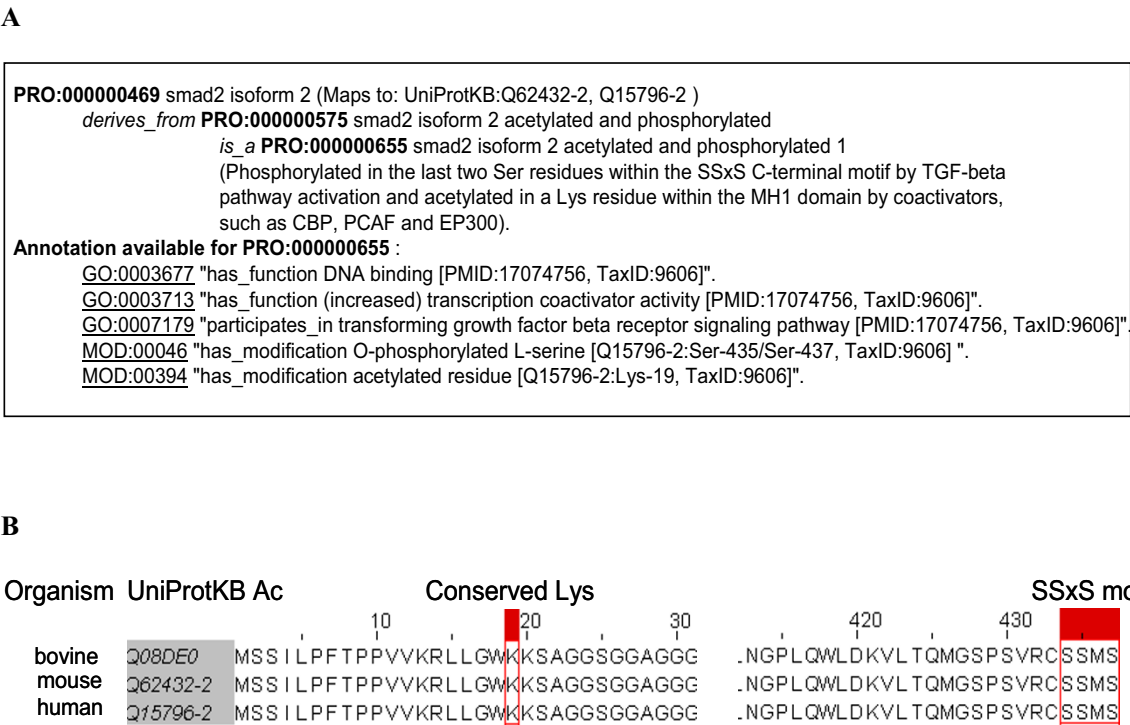 A
PRO:000000469 smad2 isoform 2 (Maps to: UniProtKB:Q62432-2, Q15796-2 )
derives_from PRO:000000575 smad2 isoform 2 acetylated and phosphorylated
is_a PRO:000000655 smad2 isoform 2 acetylated and phosphorylated 1
(Phosphorylated in the last two Ser residues within the SSxS C-terminal motif by TGF-beta
pathway activation and acetylated in a Lys residue within the MH1 domain by coactivators,
such as CBP, PCAF and EP300).
Annotation available for PRO:000000655 :
GO:0003677 "has_function DNA binding [PMID:17074756, TaxID:9606]".
GO:0003713 "has_function (increased) transcription coactivator activity [PMID:17074756, TaxID:9606]".
GO:0007179 "participates_in transforming growth factor beta receptor signaling pathway [PMID:17074756, TaxID:9606]".
MOD:00046 "has_modification O-phosphorylated L-serine [Q15796-2:Ser-435/Ser-437, TaxID:9606] ".
MOD:00394 "has_modification acetylated residue [Q15796-2:Lys-19, TaxID:9606]".
B
Organism UniProtKB Ac Conserved Lys SSxS mo
10 20 30 420 430
bovine Q08DE0 MSSILPFTPPVVKRLLGWKKSAGGSGGAGGG .NGPLQWLDKVLTQMGSPSVRCSSMS
mouse Q62432-2 MSSILPFTPPVVKRLLGWKKSAGGSGGAGGG .NGPLQWLDKVLTQMGSPSVRCSSMS
human Q15796-2 MSSILPFTPPVVKRLLGWKKSAGGSGGAGGG .NGPLQWLDKVLTQMGSPSVRCSSMS